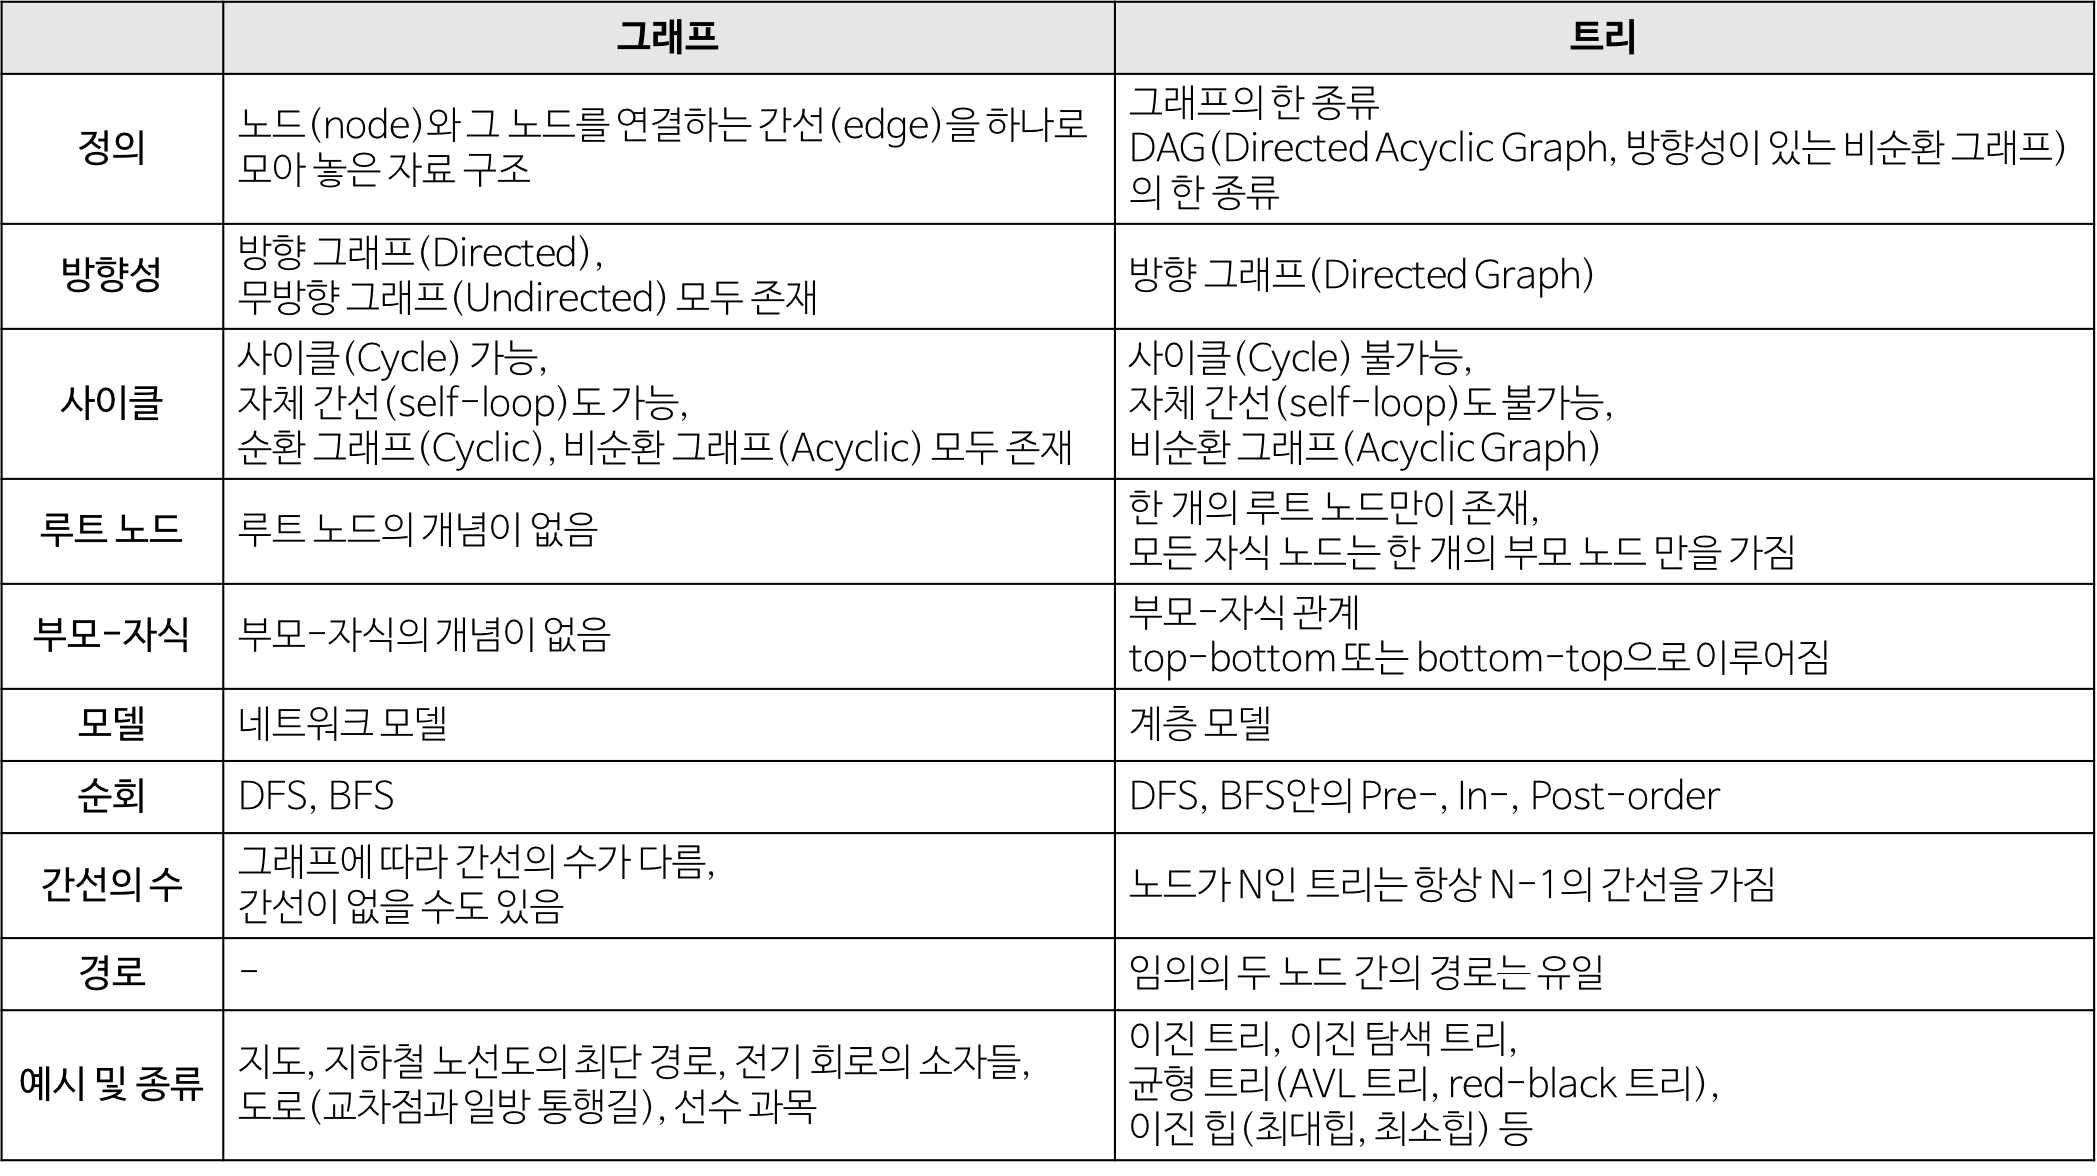 그래프
트리
정의
노드(node)와 그 노드를 연결하는 간선(edge)을 하나로
모아 놓은 자료 구조
그래프의 한 종류
DAG(Directed Acyclic Graph, 방향성이 있는 비순환 그래프)
의 한 종류
방향성
방향 그래프(Directed),
무방향 그래프(Undirected) 모두 존재
방향 그래프(Directed Graph)
사이클
사이클(Cycle) 가능,
자체 간선(self-loop)도 가능,
순환 그래프(Cyclic), 비순환 그래프(Acyclic) 모두 존재
사이클(Cycle) 불가능,
자체 간선(self-loop)도 불가능,
비순환 그래프(Acyclic Graph)
루트 노드
루트 노드의 개념이 없음
한 개의 루트 노드만이 존재,
모든 자식 노드는 한 개의 부모 노드 만을 가짐
부모-자식
부모-자식의 개념이 없음
부모-자식 관계
top-bottom 또는 bottom-top으로 이루어짐
모델
네트워크 모델
계층 모델
순회
DFS, BFS
DFS, BFS안의 Pre-, In-, Post-order
간선의 수
그래프에 따라 간선의 수가 다름,
간선이 없을 수도 있음
노드가 N인 트리는 항상 N-1의 간선을 가짐
경로
-
임의의 두 노드 간의 경로는 유일
예시 및 종류
지도, 지하철 노선도의 최단 경로, 전기 회로의 소자들,
도로(교차점과 일방 통행길), 선수 과목
이진 트리, 이진 탐색 트리,
균형 트리(AVL 트리, red-black 트리),
이진 힙(최대힙, 최소힙) 등